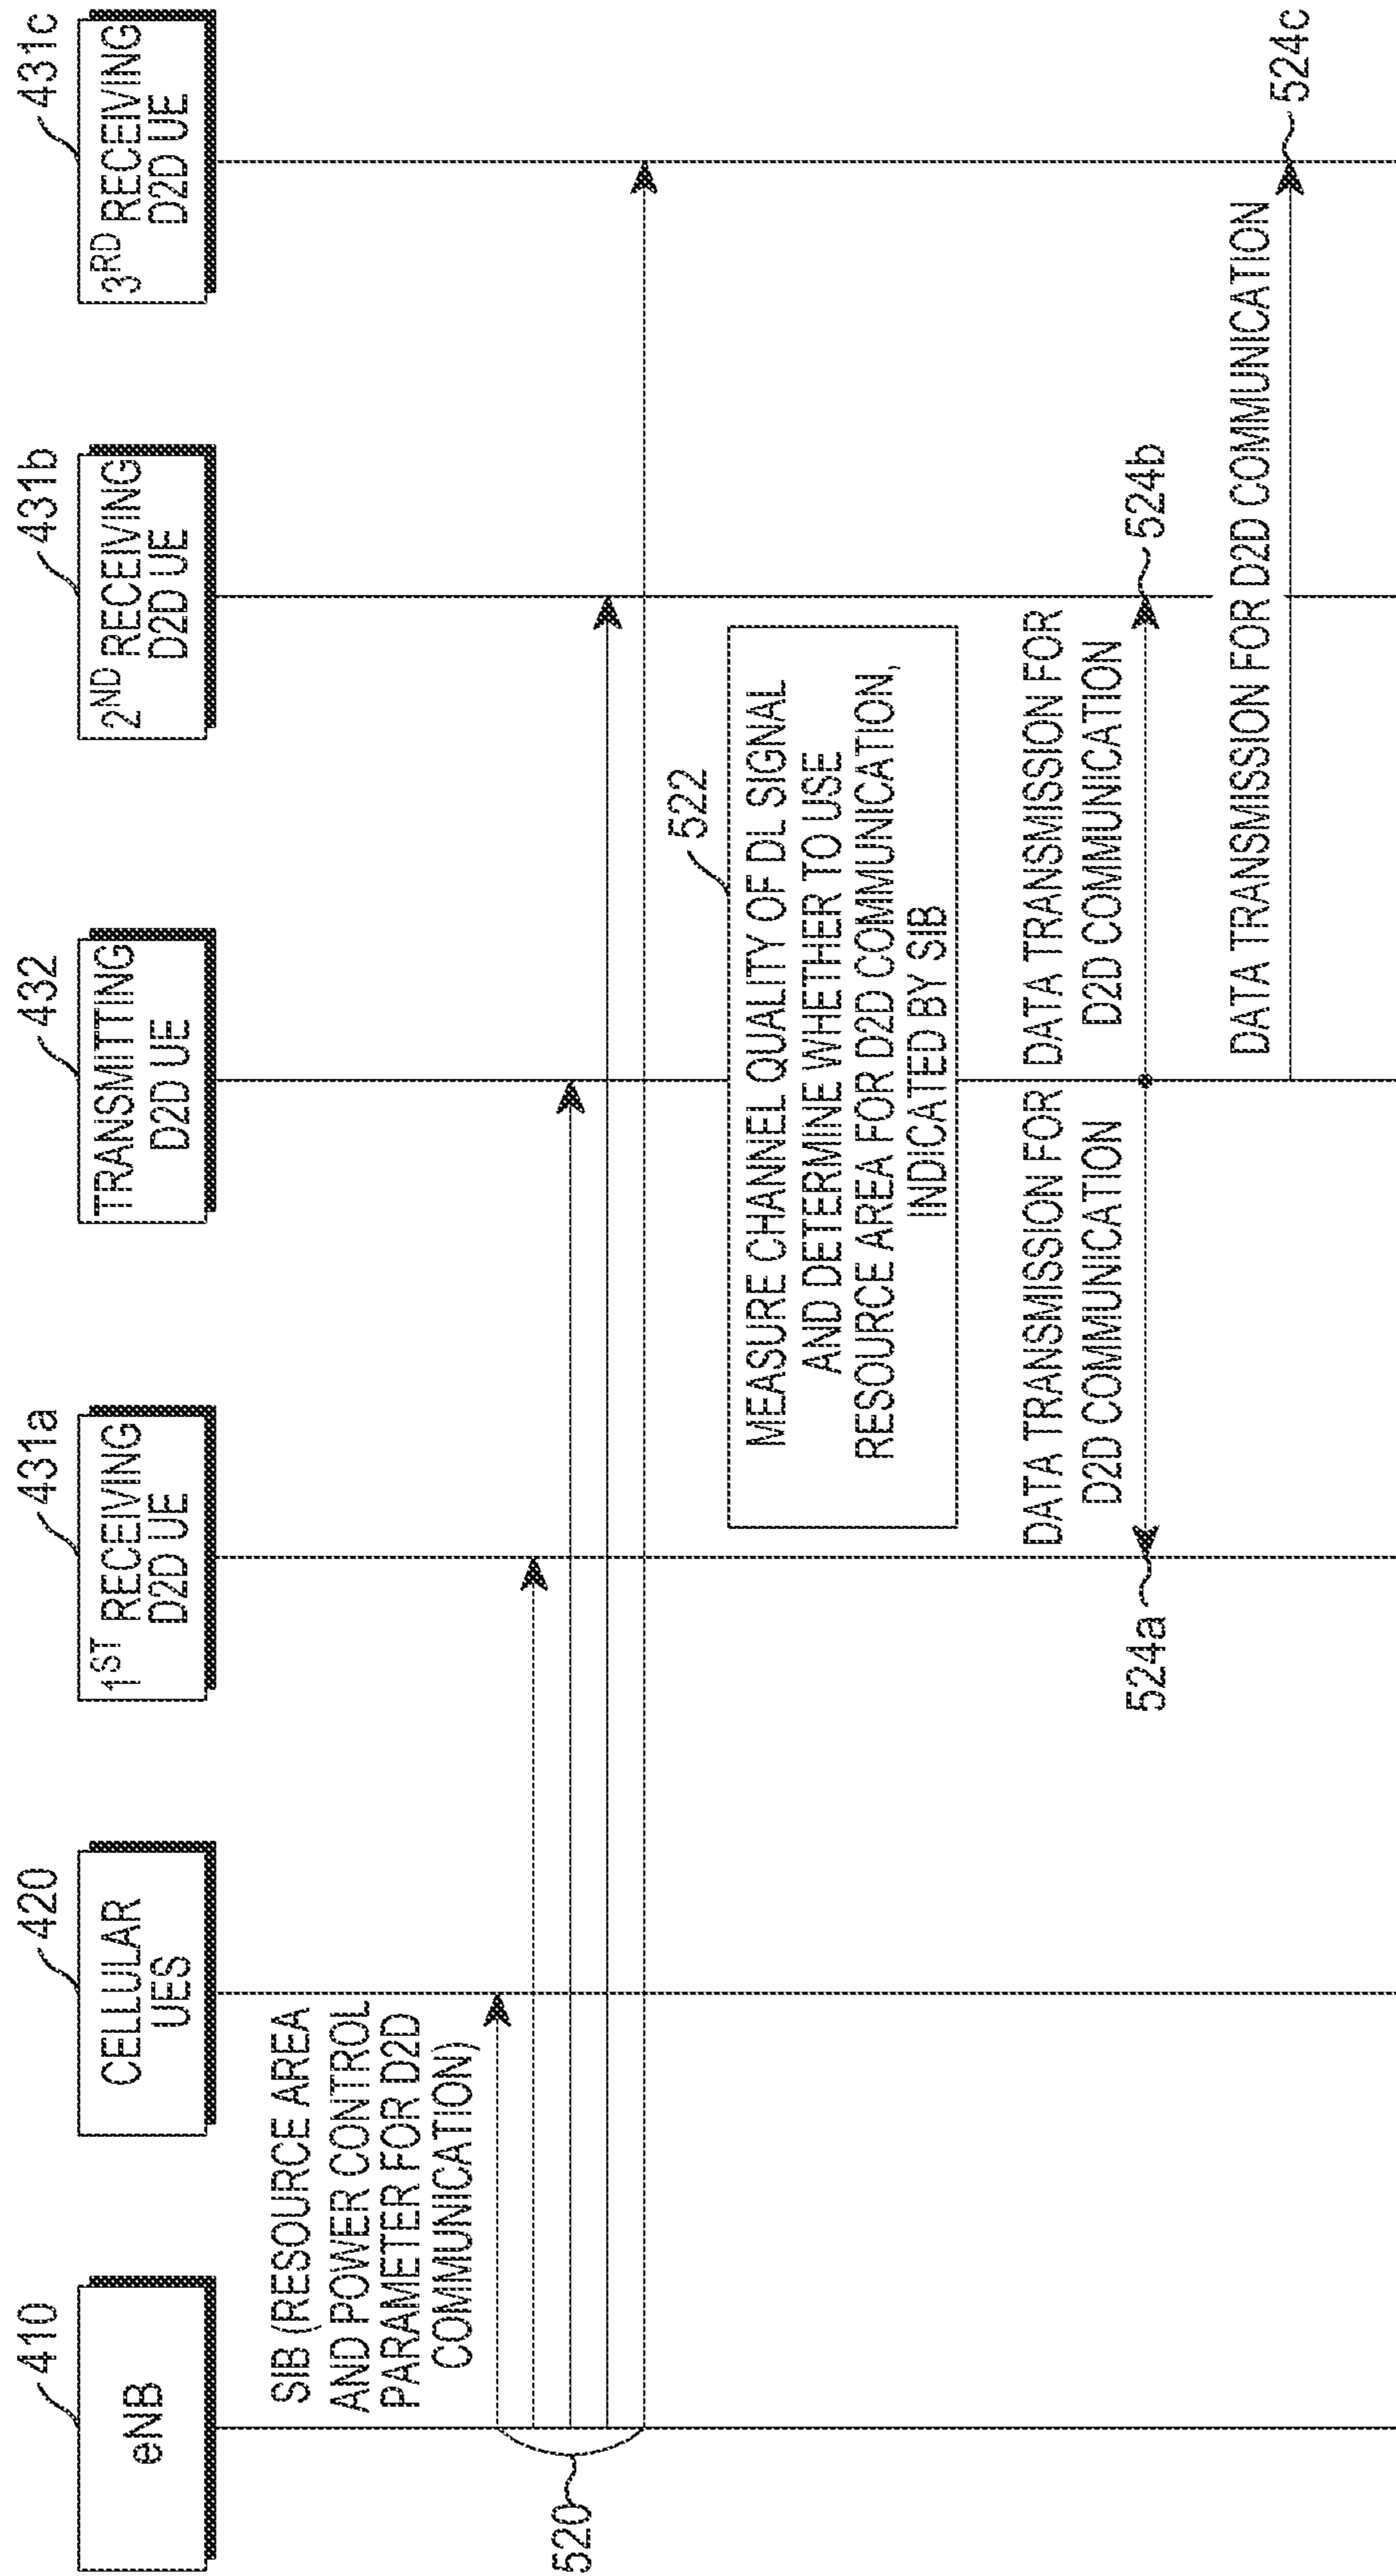 410
eNB
420
CELLULAR
UES
431a
1ST RECEIVING
D2D UE
432
TRANSMITTING
D2D UE
431b
2ND RECEIVING
D2D UE
431c
3RD RECEIVING
D2D UE
SIB (RESOURCE AREA
AND POWER CONTROL
PARAMETER FOR D2D
COMMUNICATION)
520
522
MEASURE CHANNEL QUALITY OF DL SIGNAL
AND DETERMINE WHETHER TO USE
RESOURCE AREA FOR D2D COMMUNICATION,
INDICATED BY SIB
DATA TRANSMISSION FOR
D2D COMMUNICATION
524a
DATA TRANSMISSION FOR
D2D COMMUNICATION
524b
DATA TRANSMISSION FOR D2D COMMUNICATION
524c